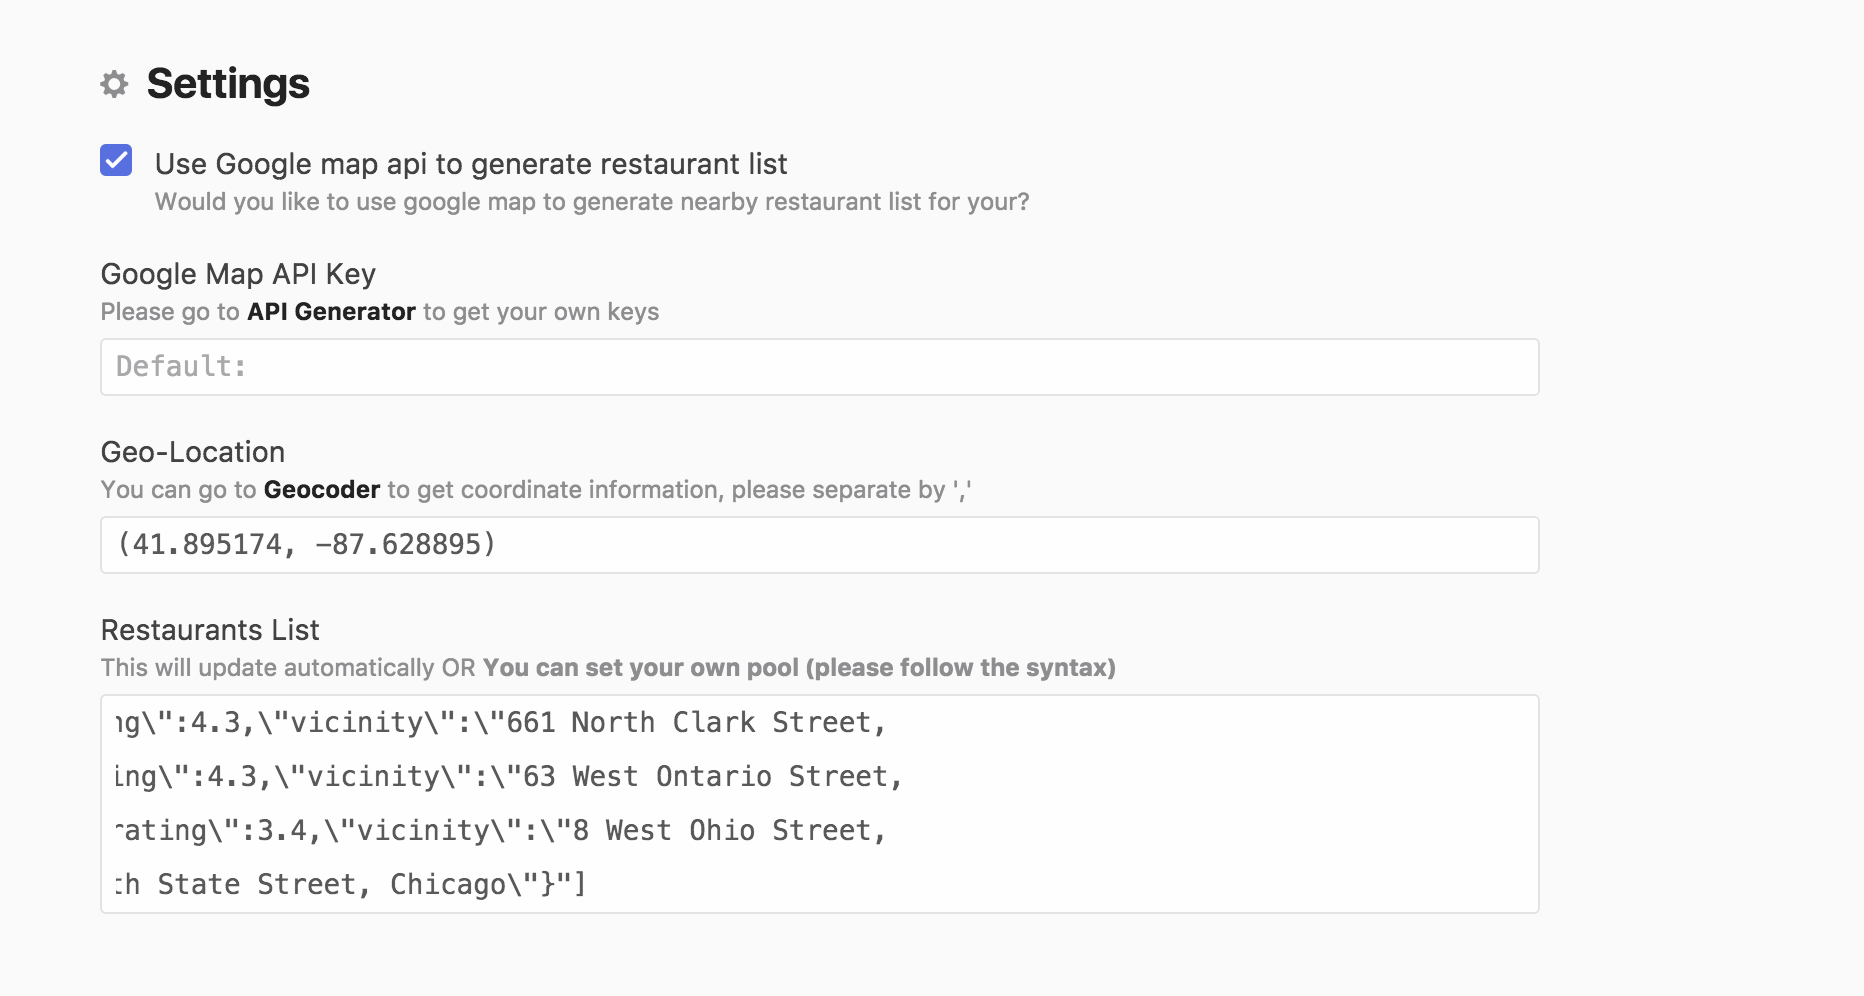 Settings
Use Google map api to generate restaurant list
Would you like to use google map to generate nearby restaurant list for your?
Google Map API Key
Please go to API Generator to get your own keys
Default:
Geo-Location
You can go to Geocoder to get coordinate information, please separate by ','
(41.895174, -87.628895)
Restaurants List
This will update automatically OR You can set your own pool (please follow the syntax)
ng\":4.3,\"vicinity\":\"661 North Clark Street,
ing\":4.3,\"vicinity\":\"63 West Ontario Street,
rating\":3.4,\"vicinity\":\"8 West Ohio Street,
th State Street, Chicago\"}"]